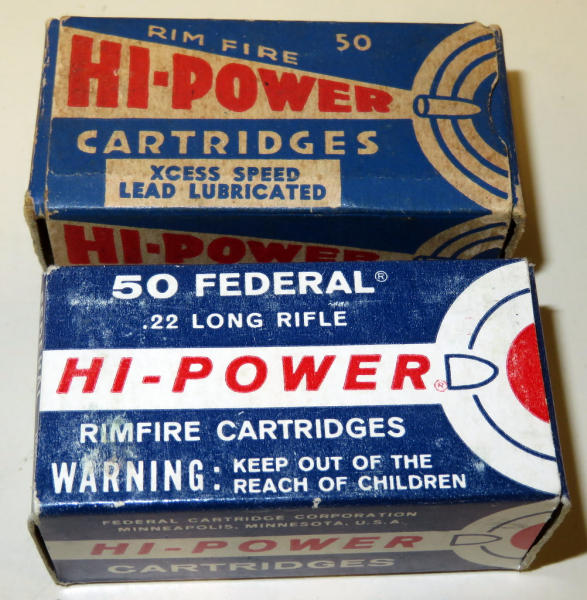 RIM FIRE 50
HI-POWER
CARTRIDGES
XCESS SPEED
LEAD LUBRICATED
HI-POWER
50 FEDERAL®
.22 LONG RIFLE
HI-POWER®
RIMFIRE CARTRIDGES
WARNING: KEEP OUT OF THE
REACH OF CHILDREN
FEDERAL CARTRIDGE CORPORATION
MINNEAPOLIS, MINNESOTA, U.S.A.
HI-POWER
CARTRIDGES